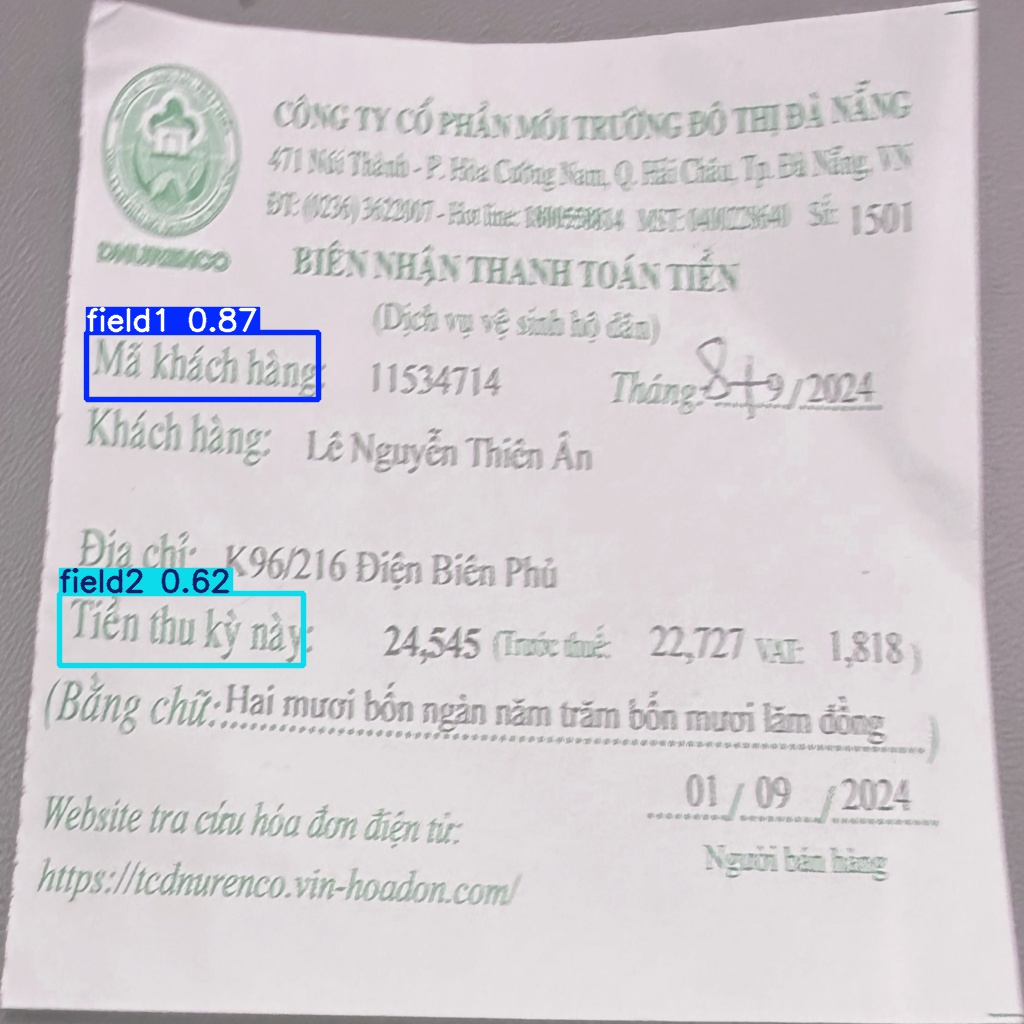 CÔNG TY CỔ PHẦN MÔI TRƯỜNG ĐÔ THỊ ĐÀ NẴNG
471 Núi Thành - P. Hòa Cường Nam, Q. Hải Châu, Tp. Đà Nẵng, VN
ĐT: (0236) 3622007 - Hot line: MST: Số: 1501
DNURENCO
BIÊN NHẬN THANH TOÁN TIỀN
(Dịch vụ vệ sinh hộ dân)
field1 0.87
Mã khách hàng: 11534714 Tháng: 8+9/2024
Khách hàng: Lê Nguyễn Thiên Ân
Địa chỉ: K96/216 Điện Biên Phủ
field2 0.62
Tiền thu kỳ này: 24,545 (Trước thuế: 22,727 VAT: 1,818)
(Bằng chữ: Hai mươi bốn ngàn năm trăm bốn mươi lăm đồng)
01 / 09 / 2024
Người bán hàng
Website tra cứu hóa đơn điện tử:
https://tcdnurenco.vin-hoadon.com/